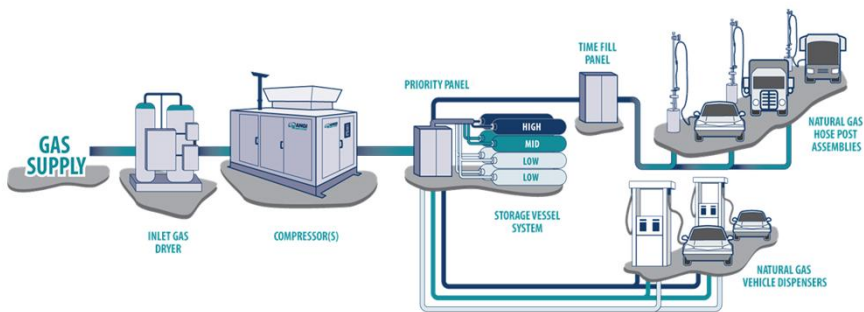 GAS
SUPPLY
INLET GAS
DRYER
COMPRESSOR(S)
PRIORITY PANEL
HIGH
MID
LOW
LOW
STORAGE VESSEL
SYSTEM
TIME FILL
PANEL
NATURAL GAS
HOSE POST
ASSEMBLIES
NATURAL GAS
VEHICLE DISPENSERS